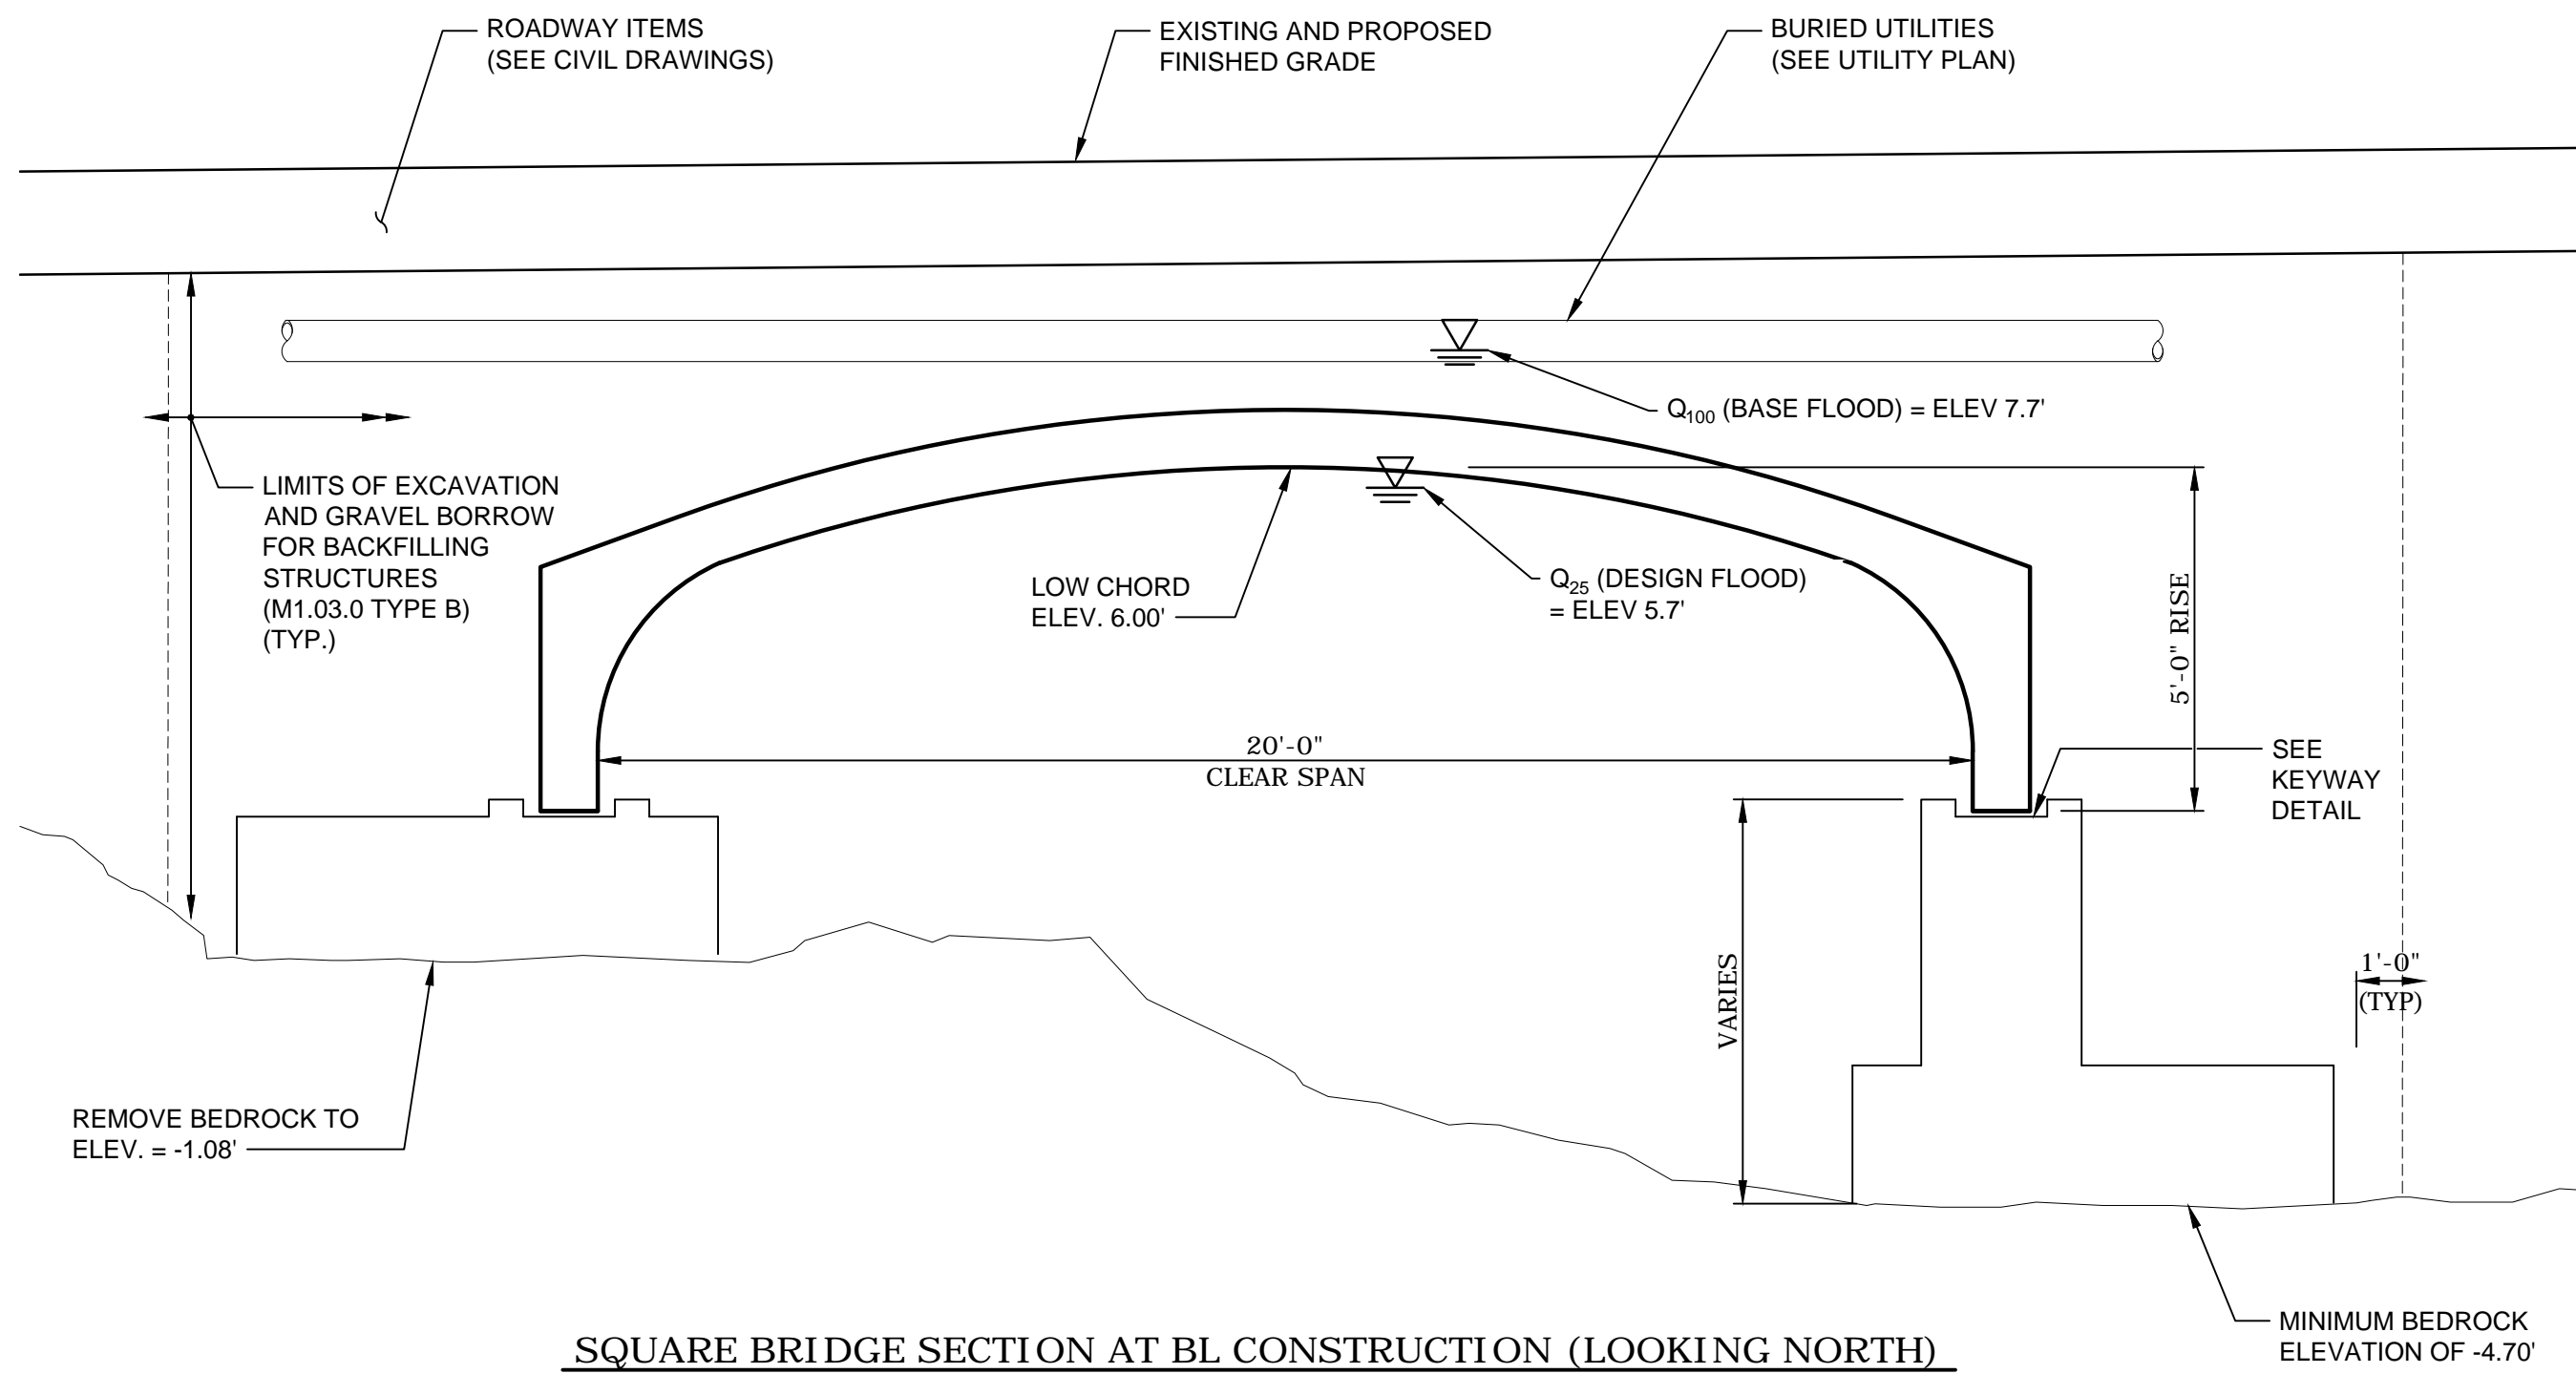 ROADWAY ITEMS
(SEE CIVIL DRAWINGS)
EXISTING AND PROPOSED
FINISHED GRADE
BURIED UTILITIES
(SEE UTILITY PLAN)
Q100 (BASE FLOOD) = ELEV 7.7'
LIMITS OF EXCAVATION
AND GRAVEL BORROW
FOR BACKFILLING
STRUCTURES
(M1.03.0 TYPE B)
(TYP.)
LOW CHORD
ELEV. 6.00'
Q25 (DESIGN FLOOD)
= ELEV 5.7'
5'-0" RISE
20'-0"
CLEAR SPAN
SEE
KEYWAY
DETAIL
VARIES
1'-0"
(TYP)
REMOVE BEDROCK TO
ELEV. = -1.08'
MINIMUM BEDROCK
ELEVATION OF -4.70'
SQUARE BRIDGE SECTION AT BL CONSTRUCTION (LOOKING NORTH)